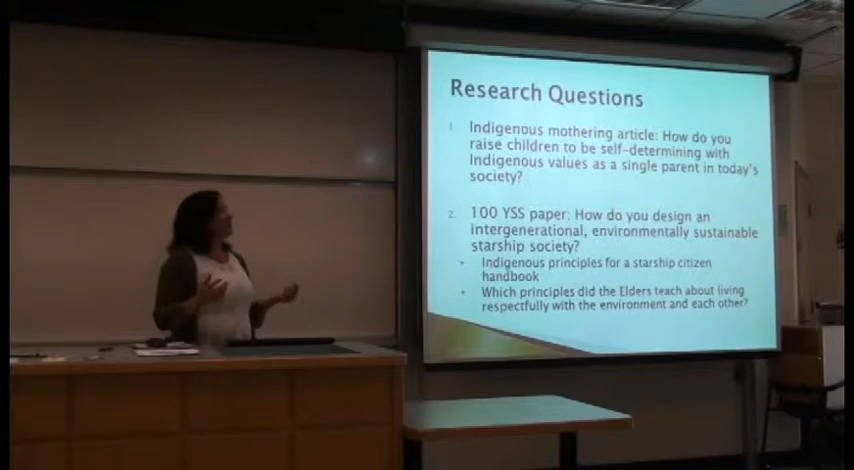 Research Questions
1. Indigenous mothering article: How do you
raise children to be self-determining with
Indigenous values as a single parent in today's
society?
2. 100 YSS paper: How do you design an
intergenerational, environmentally sustainable
starship society?
• Indigenous principles for a starship citizen
handbook
• Which principles did the Elders teach about living
respectfully with the environment and each other?